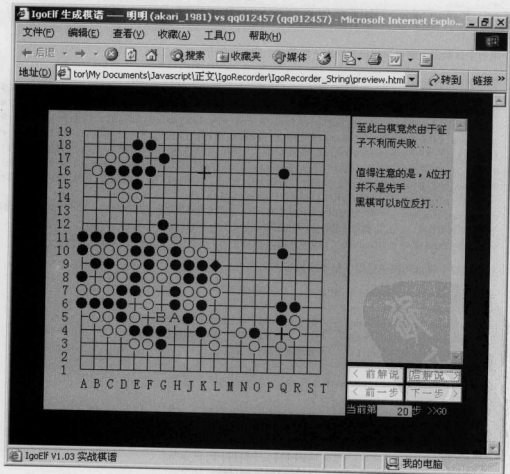 IgoElf 生成棋谱 —— 明明 (akari_1981) vs qq012457 (qq012457) - Microsoft Internet Explo...
文件(F) 编辑(E) 查看(V) 收藏(A) 工具(T) 帮助(H)
后退 搜索 收藏夹 媒体
地址(D) tor\My Documents\Javascript\正文\IgoRecorder\IgoRecorder_String\preview.html 转到 链接 »
19
18
17
16
15
14
13
12
11
10
9
8
7
6
5 B A
4
3
2
1
A B C D E F G H J K L M N O P Q R S T
至此白棋竟然由于征
子不利而失败...
值得注意的是，A位打
并不是先手
黑棋可以B位反打...
< 前解说 后解说 >
< 前一步 下一步 >
当前第 20 步 >>GO
IgoElf V1.03 实战棋谱 我的电脑